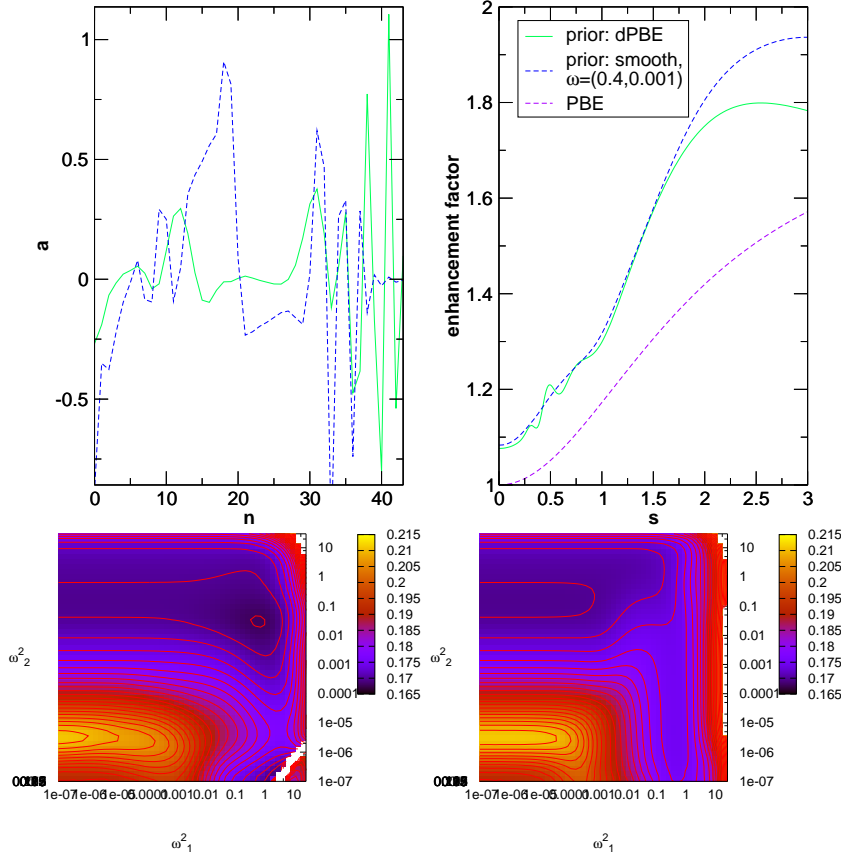 1
0.5
0
-0.5
a
0
10
20
30
40
n
2
1.8
1.6
1.4
1.2
1
enhancement factor
prior: dPBE
prior: smooth,
ω=(0.4,0.001)
PBE
0
0.5
1
1.5
2
2.5
3
s
10
1
0.1
0.01
0.001
0.0001
1e-05
1e-06
1e-07
0.215
0.21
0.205
0.2
0.195
0.19
0.185
0.18
0.175
0.17
0.165
ω²₂
1e-07 1e-06 1e-05 0.0001 0.001 0.01 0.1 1 10
ω²₁
10
1
0.1
0.01
0.001
0.0001
1e-05
1e-06
1e-07
0.215
0.21
0.205
0.2
0.195
0.19
0.185
0.18
0.175
0.17
0.165
ω²₂
1e-07 1e-06 1e-05 0.0001 0.001 0.01 0.1 1 10
ω²₁